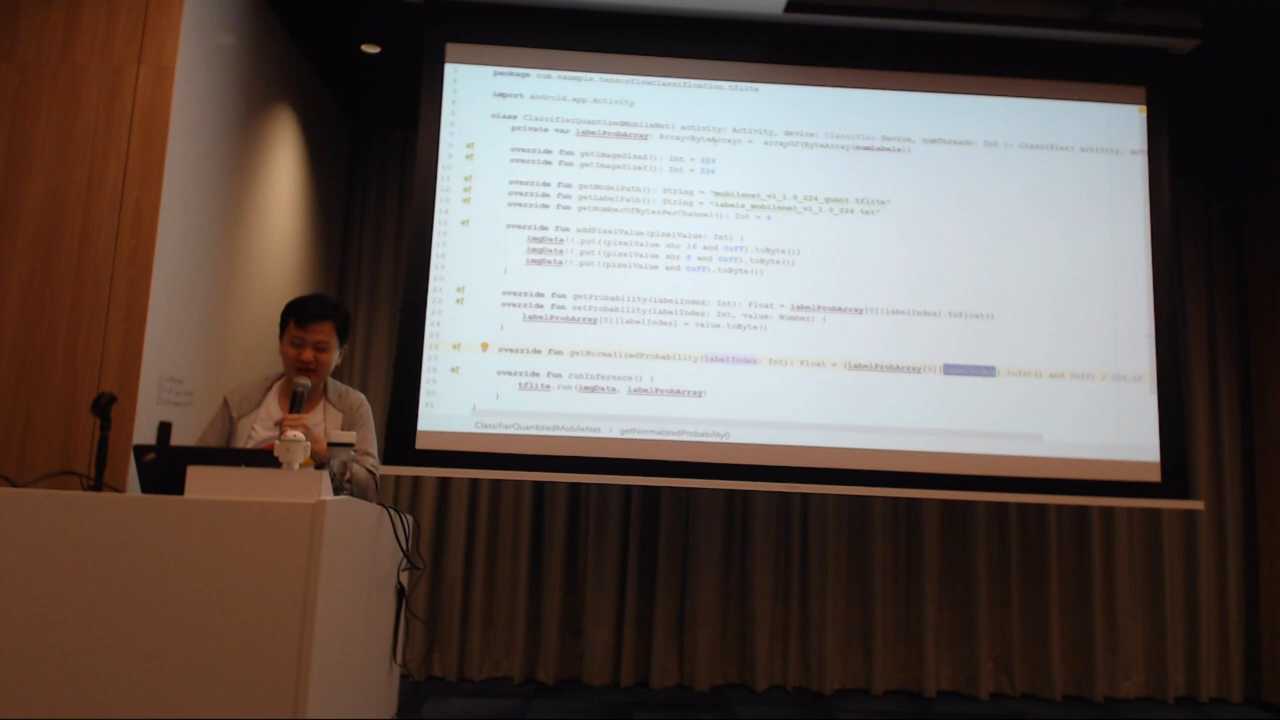 package com.example.tensorflowclassification.tflite
import android.app.Activity
class ClassifierQuantizedMobileNet( activity: Activity, device: Classifier.Device, numThreads: Int ): Classifier( activity,
private var labelProbArray: Array<ByteArray> = arrayOf(ByteArray(numLabels))
override fun getImageSizeX(): Int = 224
override fun getImageSizeY(): Int = 224
override fun getModelPath(): String = "mobilenet_v1_1.0_224_quant.tflite"
override fun getLabelPath(): String = "labels_mobilenet_v1_1.0_224.txt"
override fun getNumberOfBytesPerChannel(): Int =
override fun addPixelValue(pixelValue: Int) {
imgData!!.put((pixelValue shr 16 and 0xFF).toByte())
imgData!!.put((pixelValue shr 8 and 0xFF).toByte())
imgData!!.put((pixelValue and 0xFF).toByte())
}
override fun getProbability(labelIndex: Int): Float = labelProbArray[0][labelIndex].toFloat()
override fun setProbability(labelIndex: Int, value: Number) {
labelProbArray[0][labelIndex] = value.toByte()
}
override fun getNormalizedProbability(labelIndex: Int): Float = (labelProbArray[0][labelIndex].toInt() and 0xFF) /
override fun runInference() {
tflite.run(imgData, labelProbArray)
}
ClassifierQuantizedMobileNet > getNormalizedProbability()